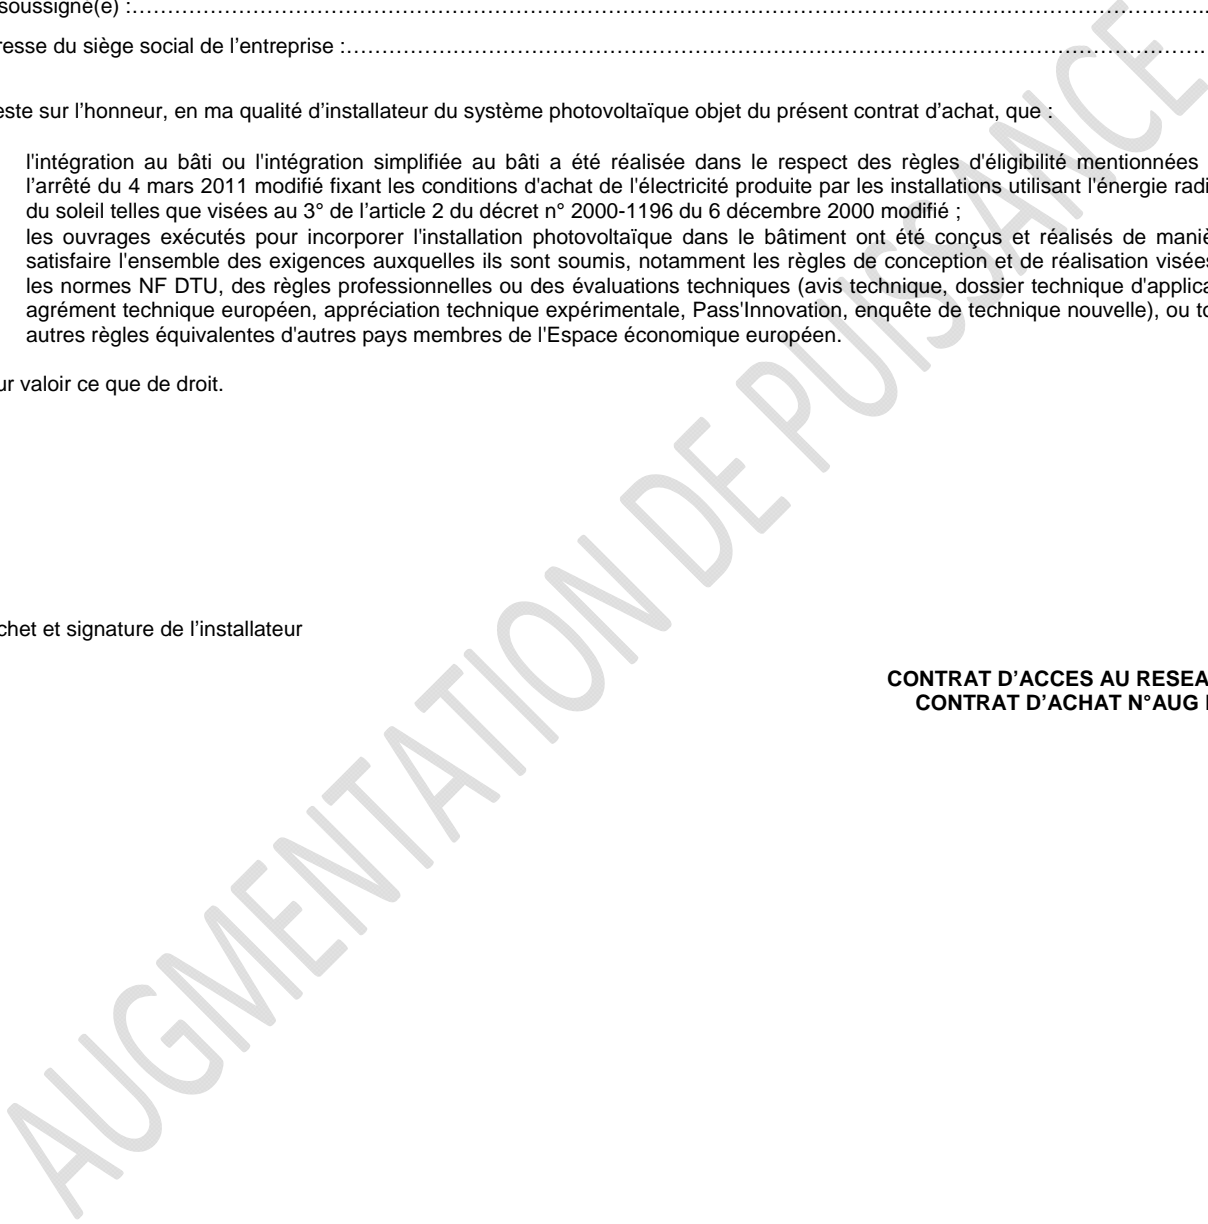 soussigné(e) :……………………………………………………………………………………………………………………………..
resse du siège social de l’entreprise :……………………………………………………………………………………………………….
este sur l’honneur, en ma qualité d’installateur du système photovoltaïque objet du présent contrat d’achat, que :
l'intégration au bâti ou l'intégration simplifiée au bâti a été réalisée dans le respect des règles d'éligibilité mentionnées
l’arrêté du 4 mars 2011 modifié fixant les conditions d'achat de l'électricité produite par les installations utilisant l'énergie radi
du soleil telles que visées au 3° de l’article 2 du décret n° 2000-1196 du 6 décembre 2000 modifié ;
les ouvrages exécutés pour incorporer l'installation photovoltaïque dans le bâtiment ont été conçus et réalisés de maniè
satisfaire l'ensemble des exigences auxquelles ils sont soumis, notamment les règles de conception et de réalisation visées
les normes NF DTU, des règles professionnelles ou des évaluations techniques (avis technique, dossier technique d'applica
agrément technique européen, appréciation technique expérimentale, Pass'Innovation, enquête de technique nouvelle), ou to
autres règles équivalentes d'autres pays membres de l'Espace économique européen.
ur valoir ce que de droit.
chet et signature de l’installateur
CONTRAT D’ACCES AU RESEA
CONTRAT D’ACHAT N°AUG
AUGMENTATION DE PUISSANCE